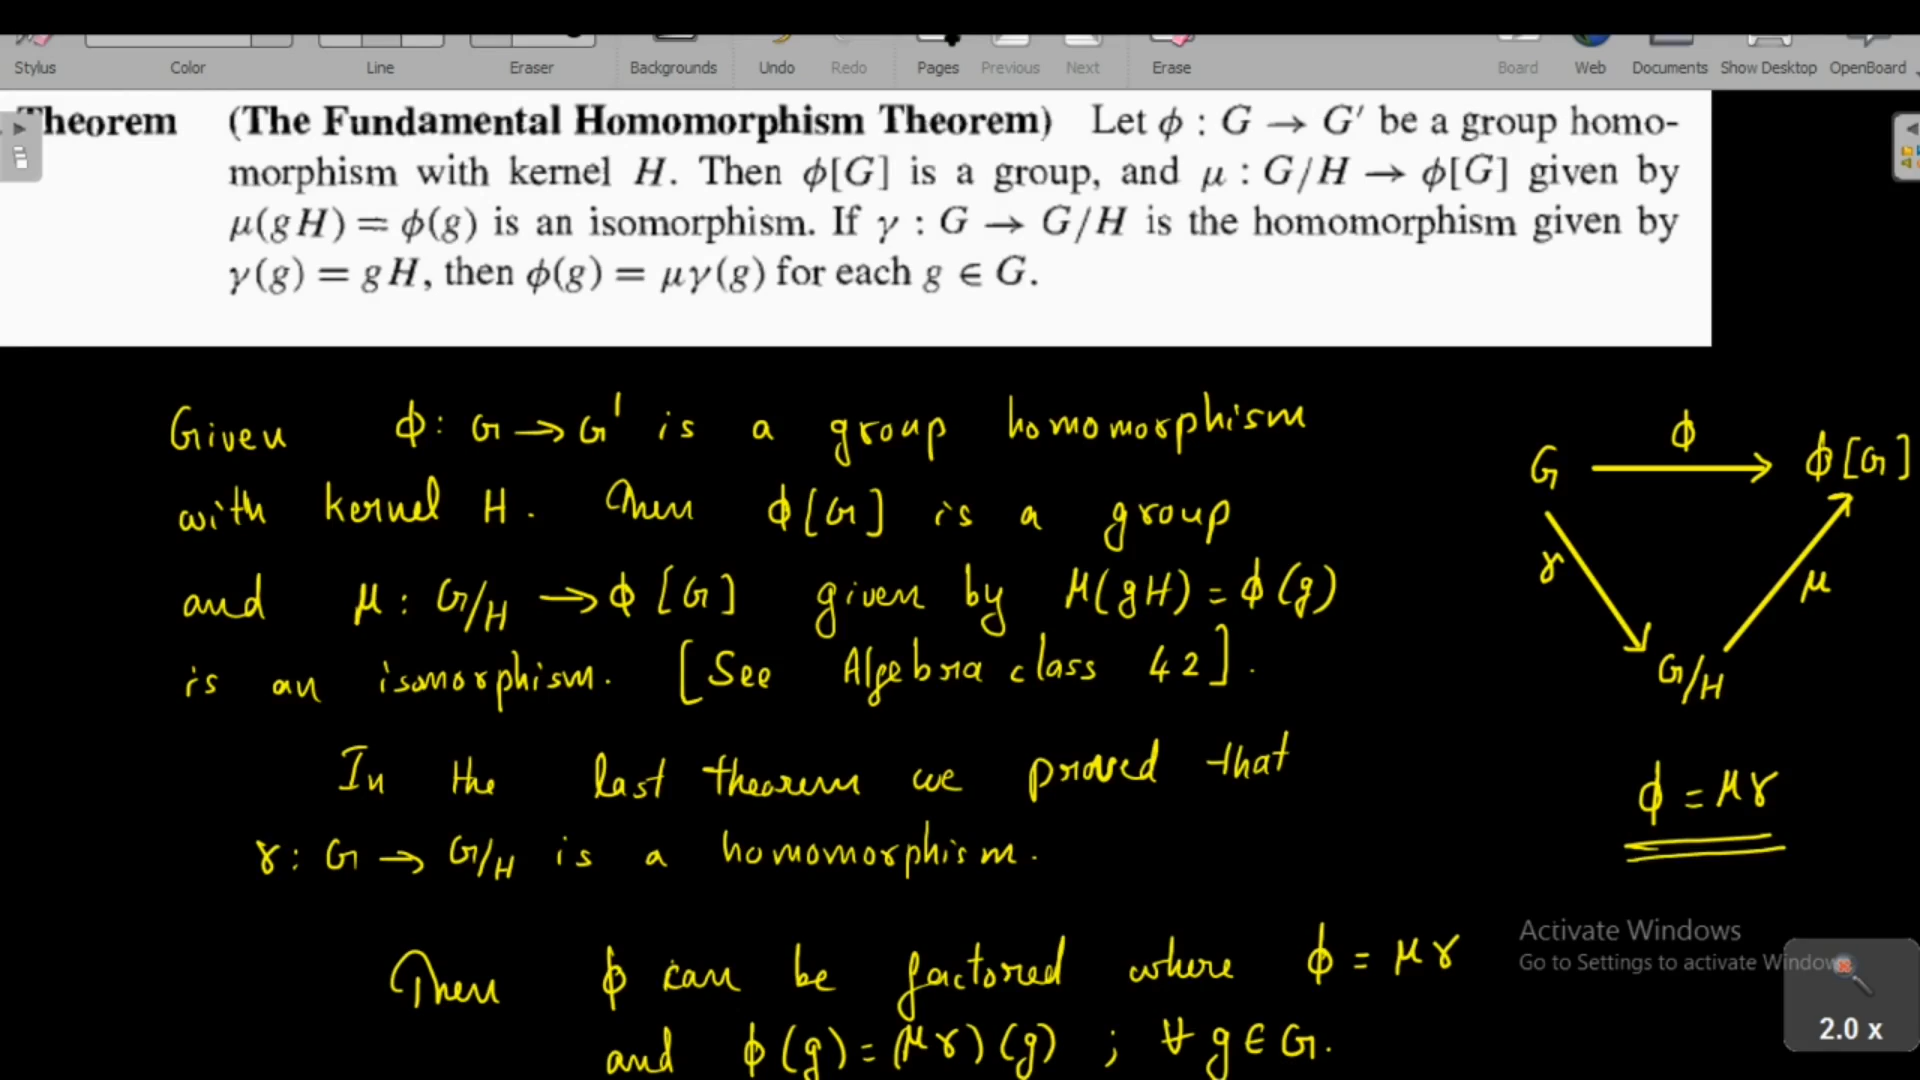 Stylus Color Line Eraser Backgrounds Undo Redo Pages Previous Next Erase Board Web Documents Show Desktop OpenBoard
Theorem (The Fundamental Homomorphism Theorem) Let ϕ : G → G′ be a group homo-
morphism with kernel H. Then ϕ[G] is a group, and μ : G/H → ϕ[G] given by
μ(gH) = ϕ(g) is an isomorphism. If γ : G → G/H is the homomorphism given by
γ(g) = gH, then ϕ(g) = μγ(g) for each g ∈ G.
Given ϕ: G → G' is a group homomorphism
with kernel H. Then ϕ[G] is a group
and μ: G/H → ϕ[G] given by μ(gH) = ϕ(g)
is an isomorphism. [See Algebra class 42].
In the last theorem we proved that
γ: G → G/H is a homomorphism.
Then ϕ can be factored where ϕ = μγ
and ϕ(g) = (μγ)(g) ; ∀ g ∈ G.
ϕ
G ϕ[G]
γ μ
G/H
ϕ = μγ
Activate Windows
Go to Settings to activate Windows
2.0 x